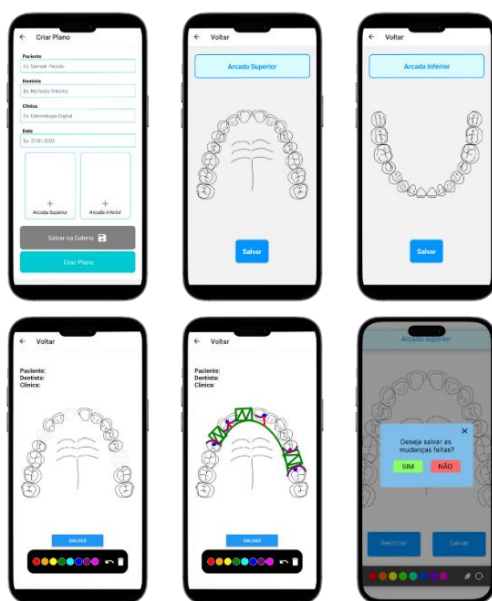 Criar Plano
Paciente
Ex: Samuel Peixoto
Dentista
Ex: Nicholas Vinicius
Clínica
Ex: Odontologia Digital
Data
Arcada Superior
Arcada Inferior
Salvar na Galeria
Criar Plano
Voltar
Arcada Superior
Salvar
Voltar
Arcada Inferior
Salvar
Voltar
Paciente:
Dentista:
Clínica:
SALVAR
Voltar
Paciente:
Dentista:
Clínica:
SALVAR
Arcada Superior
Deseja salvar as
mudanças feitas?
SIM
NÃO
Reiniciar
Salvar